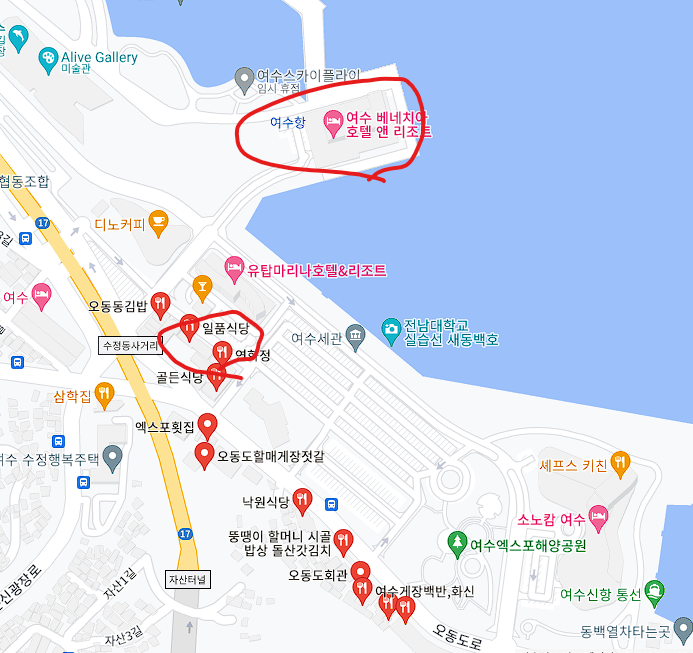 Alive Gallery
미술관
여수스카이플라이
임시 휴점
여수항
여수 베네치아
호텔 앤 리조트
협동조합
17
디노커피
유탑마리나호텔&리조트
여수
오동동김밥
일품식당
수정동사거리
여수세관
전남대학교
실습선 새동백호
골든식당
삼학집
엑스포횟집
여수 수정행복주택
오동도할매게장젓갈
세프스 키친
낙원식당
소노캄 여수
17
뚱땡이 할머니 시골
밥상 돌산갓김치
여수엑스포해양공원
자산터널
오동도회관
여수게장백반,화신
자산1길
여수신항 통선
신광장로
자산3길
오동도로
동백열차타는곳